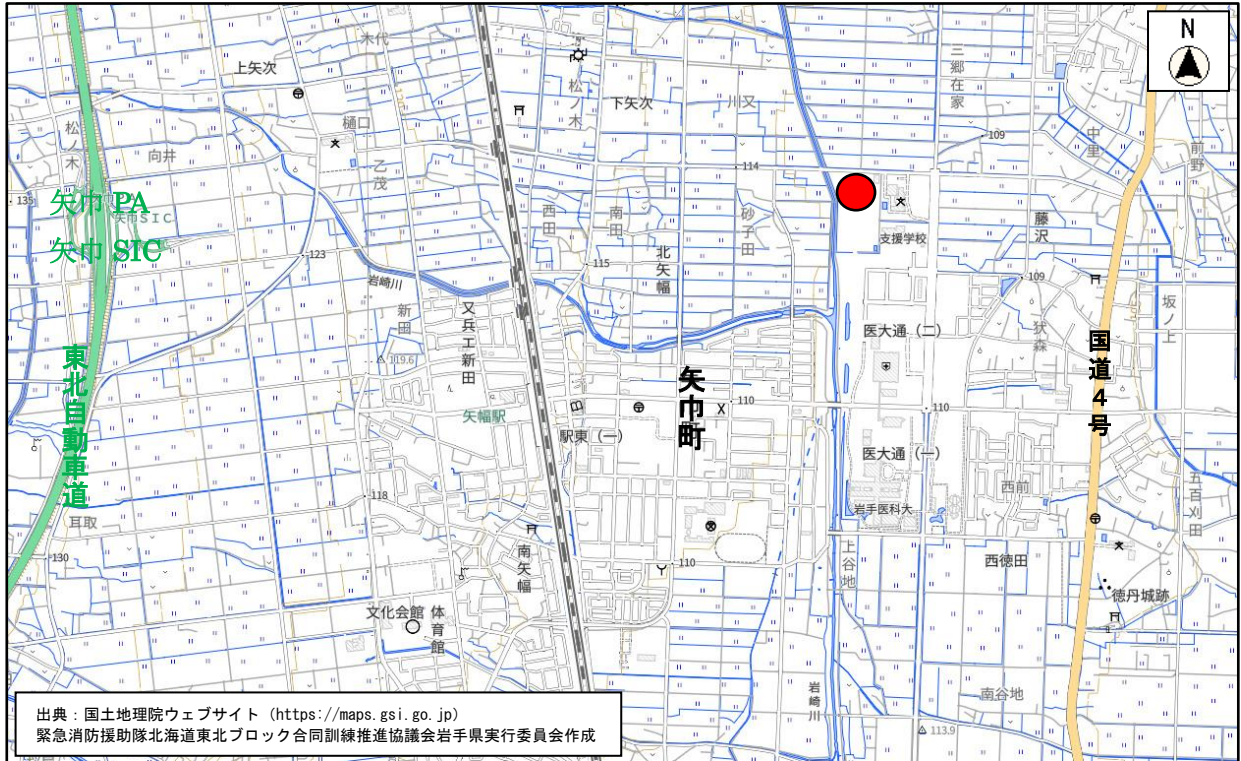 N
木代
上矢次
松ノ木
下矢次
川又
三郷在家
中里
前野
松ノ木
向井
樋口
乙茂
109
114
135
矢巾 PA
矢巾SIC
矢巾 SIC
西田
南田
砂子田
支援学校
藤沢
123
岩崎川
115
北矢幅
109
新田
又兵エ新田
坂ノ上
119.6
医大通（二）
狄森
国道４号
東北自動車道
矢巾町
矢幅駅
110
110
駅東（一）
医大通（一）
118
西前
五百刈田
耳取
岩手医科大
130
南矢幅
110
上谷地
西徳田
徳丹城跡
文化会館
体育館
岩崎川
南谷地
113.9
出典：国土地理院ウェブサイト（https://maps.gsi.go.jp）
緊急消防援助隊北海道東北ブロック合同訓練推進協議会岩手県実行委員会作成